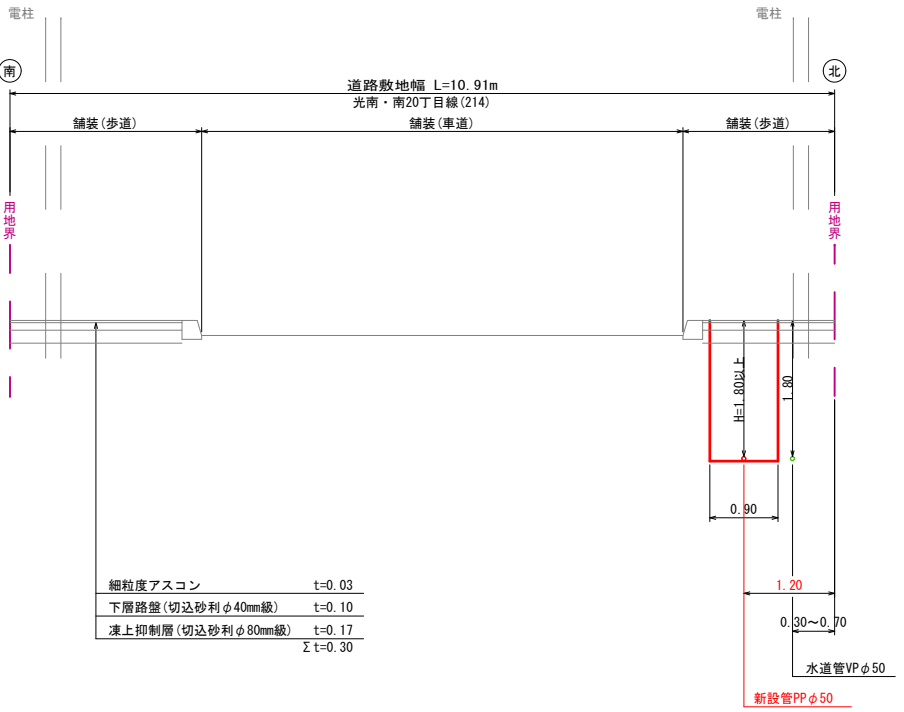 電柱
電柱
南
北
道路敷地幅 L=10.91m
光南・南20丁目線(214)
舗装(歩道)
舗装(車道)
舗装(歩道)
用地界
用地界
H=1.80以上
1.80
0.90
細粒度アスコン t=0.03
下層路盤(切込砂利φ40mm級) t=0.10
凍上抑制層(切込砂利φ80mm級) t=0.17
Σt=0.30
1.20
0.30～0.70
水道管VPφ50
新設管PPφ50